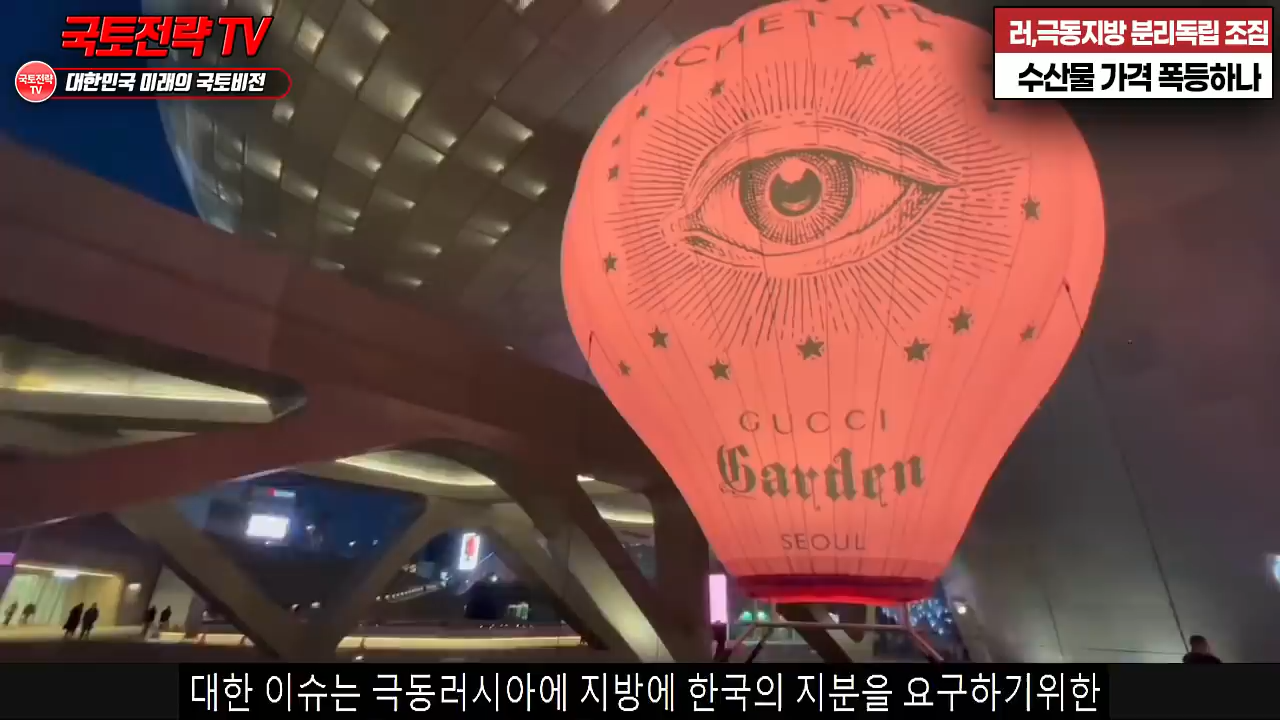 국토전략 TV
국토전략 TV
대한민국 미래의 국토비전
러,극동지방 분리독립 조짐
수산물 가격 폭등하나
RCHETYP
GUCCI
Garden
SEOUL
대한 이슈는 극동러시아에 지방에 한국의 지분을 요구하기위한